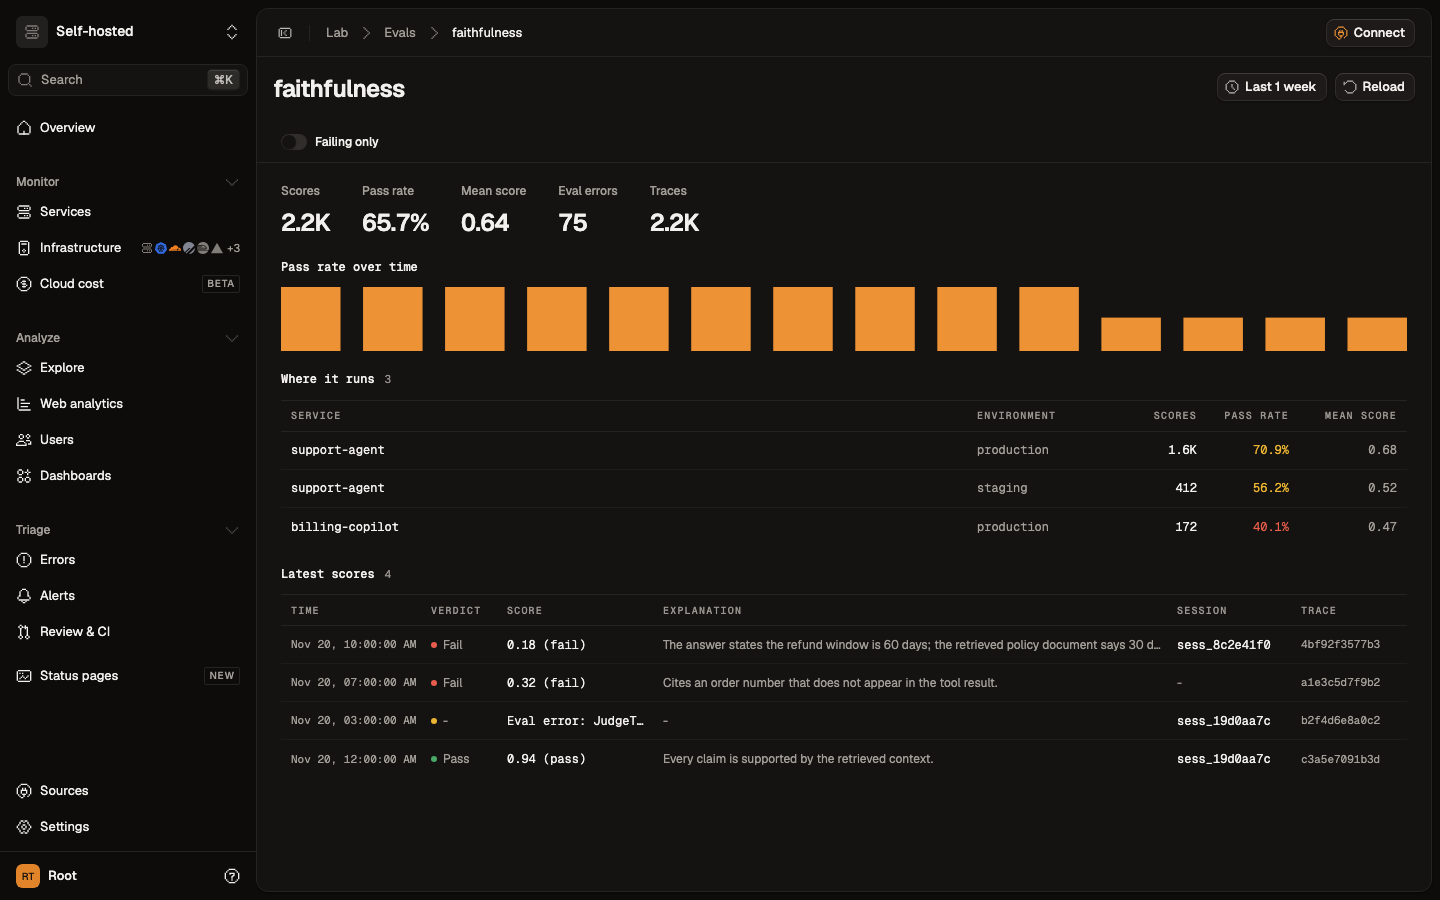 Self-hosted
Search ⌘K
Overview
Monitor
Services
Infrastructure +3
Cloud cost BETA
Analyze
Explore
Web analytics
Users
Dashboards
Triage
Errors
Alerts
Review & CI
Status pages NEW
Sources
Settings
RT Root
Lab Evals faithfulness
Connect
faithfulness
Last 1 week Reload
Failing only
Scores Pass rate Mean score Eval errors Traces
2.2K 65.7% 0.64 75 2.2K
Pass rate over time
Where it runs 3
SERVICE ENVIRONMENT SCORES PASS RATE MEAN SCORE
support-agent production 1.6K 70.9% 0.68
support-agent staging 412 56.2% 0.52
billing-copilot production 172 40.1% 0.47
Latest scores 4
TIME VERDICT SCORE EXPLANATION SESSION TRACE
Nov 20, 10:00:00 AM Fail 0.18 (fail) The answer states the refund window is 60 days; the retrieved policy document says 30 d… sess_8c2e41f0 4bf92f3577b3
Nov 20, 07:00:00 AM Fail 0.32 (fail) Cites an order number that does not appear in the tool result. - a1e3c5d7f9b2
Nov 20, 03:00:00 AM - Eval error: JudgeT… - sess_19d0aa7c b2f4d6e8a0c2
Nov 20, 12:00:00 AM Pass 0.94 (pass) Every claim is supported by the retrieved context. sess_19d0aa7c c3a5e7091b3d